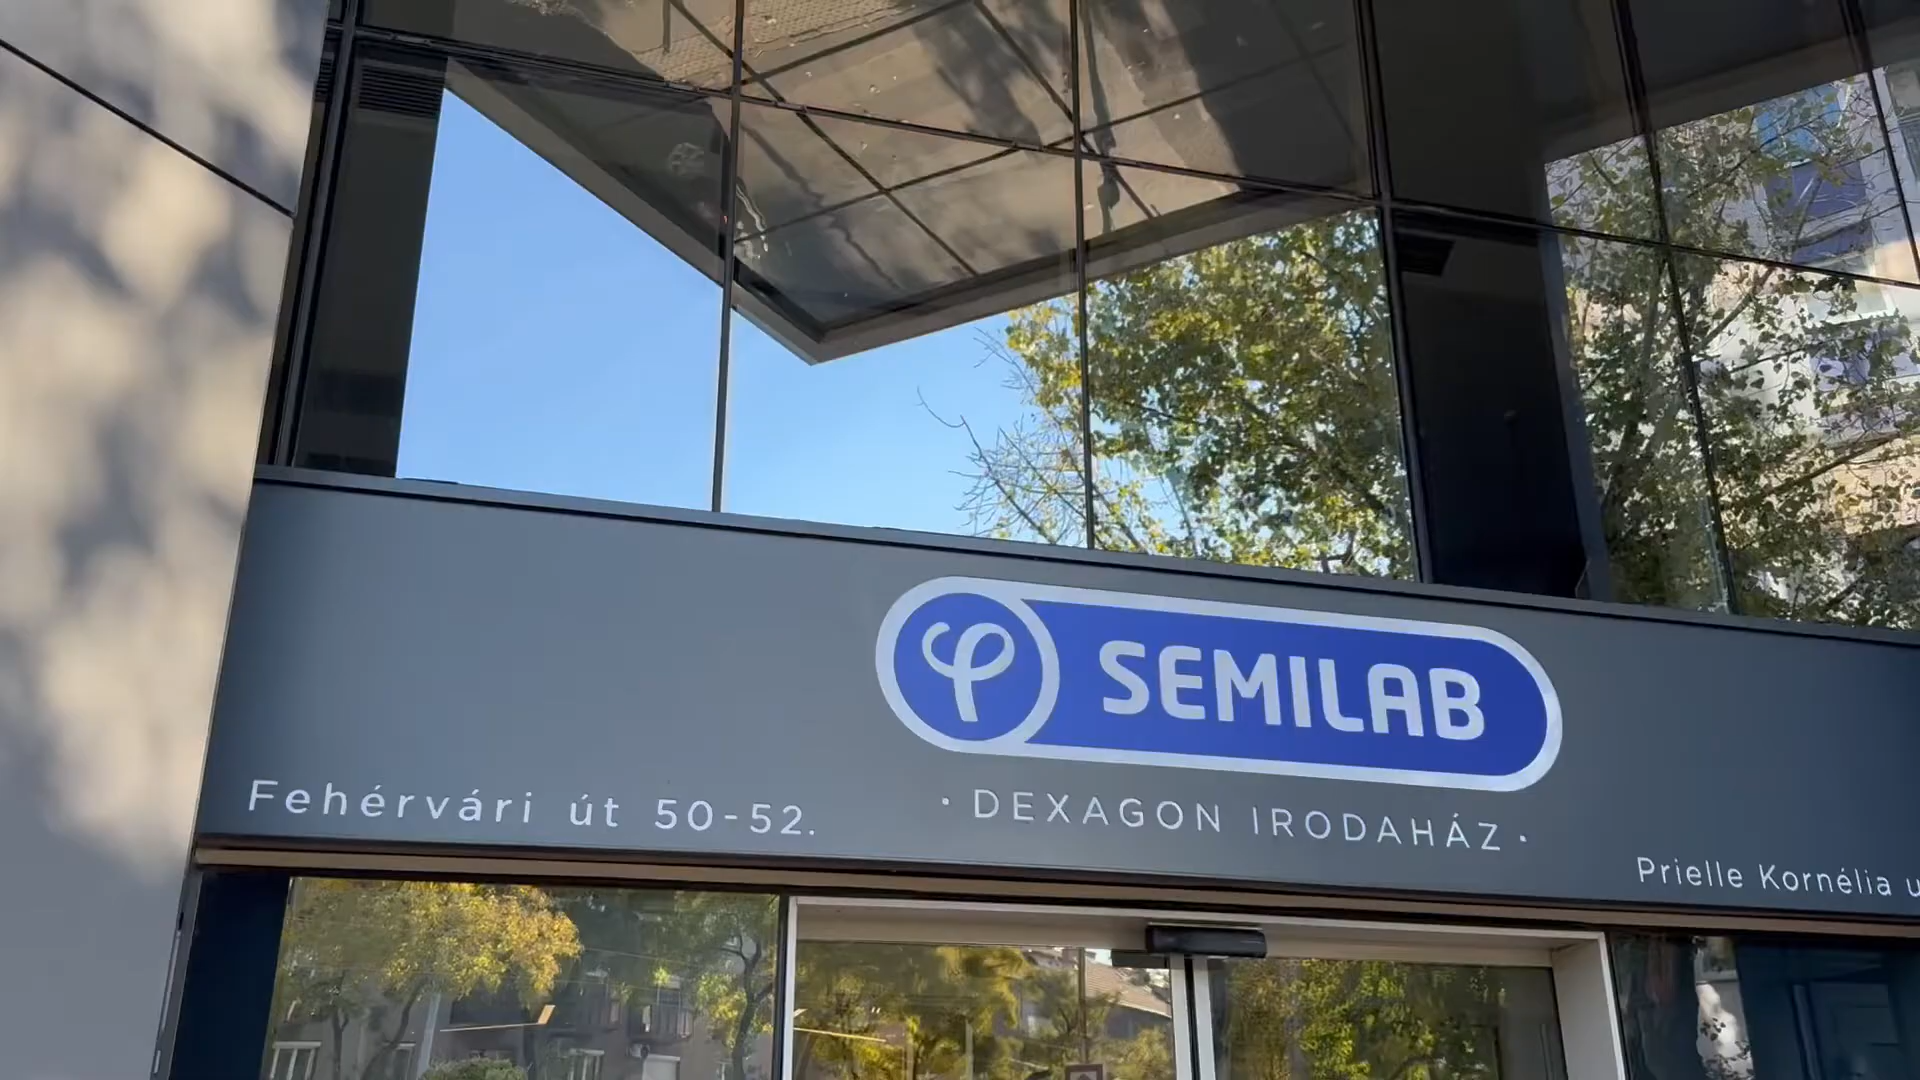 φ SEMILAB
Fehérvári út 50-52.
· DEXAGON IRODAHÁZ ·
Prielle Kornélia u